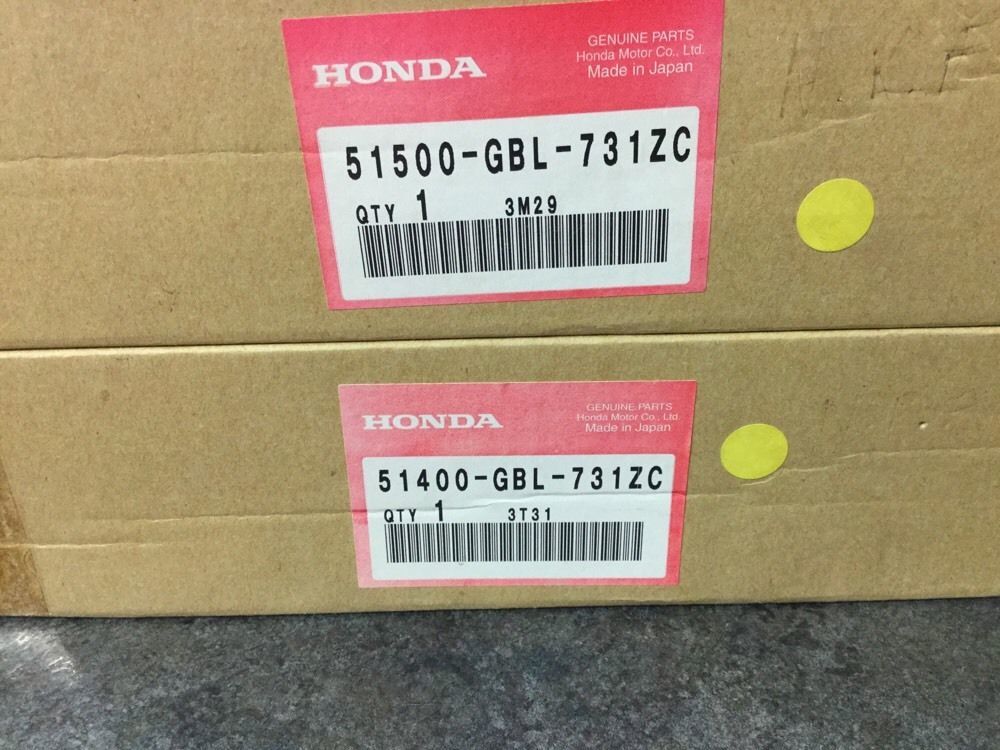 HONDA
GENUINE PARTS
Honda Motor Co., Ltd.
Made in Japan
51500-GBL-731ZC
QTY 1 3M29
HONDA
GENUINE PARTS
Honda Motor Co., Ltd.
Made in Japan
51400-GBL-731ZC
QTY 1 3T31